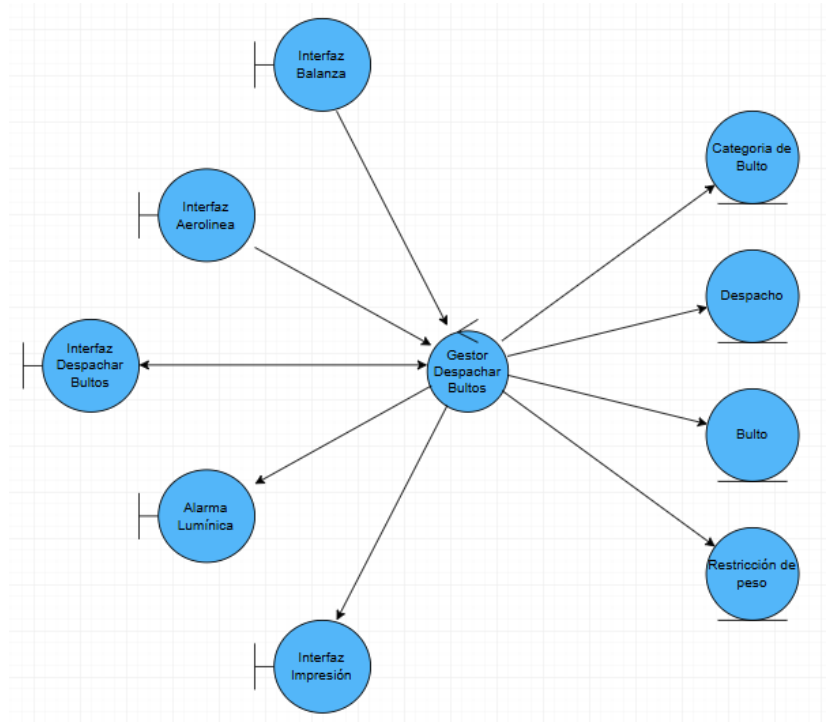 Interfaz
Balanza
Categoria de
Bulto
Interfaz
Aerolinea
Despacho
Interfaz
Despachar
Bultos
Gestor
Despachar
Bultos
Bulto
Alarma
Lumínica
Restricción de
peso
Interfaz
Impresión